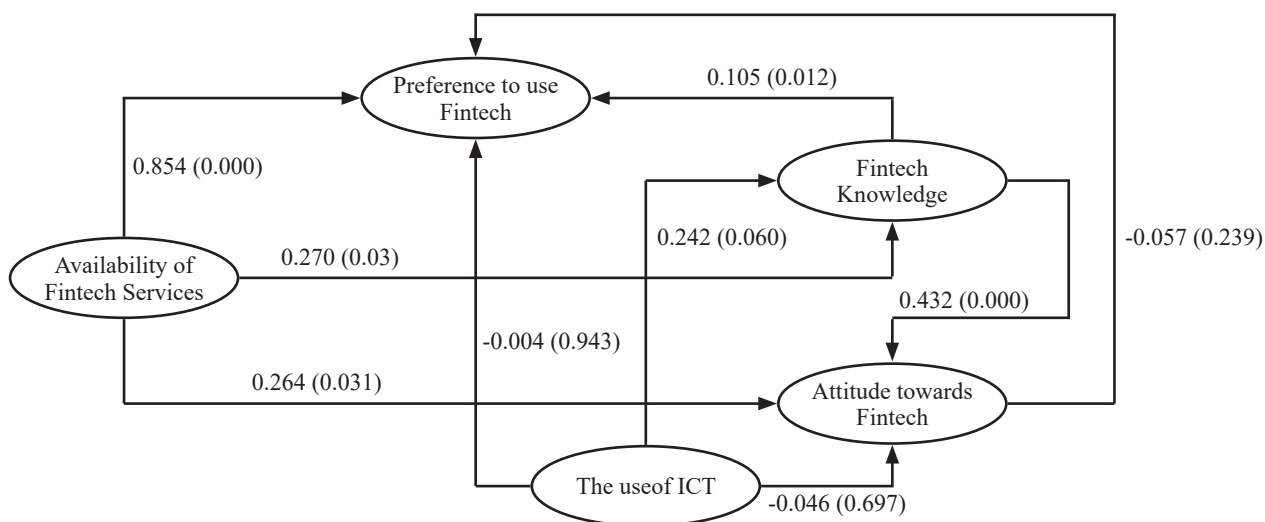 Preference to use
Fintech
0.105 (0.012)
0.854 (0.000)
Fintech
Knowledge
0.242 (0.060)
-0.057 (0.239)
Availability of
Fintech Services
0.270 (0.03)
0.432 (0.000)
-0.004 (0.943)
0.264 (0.031)
Attitude towards
Fintech
The useof ICT
-0.046 (0.697)